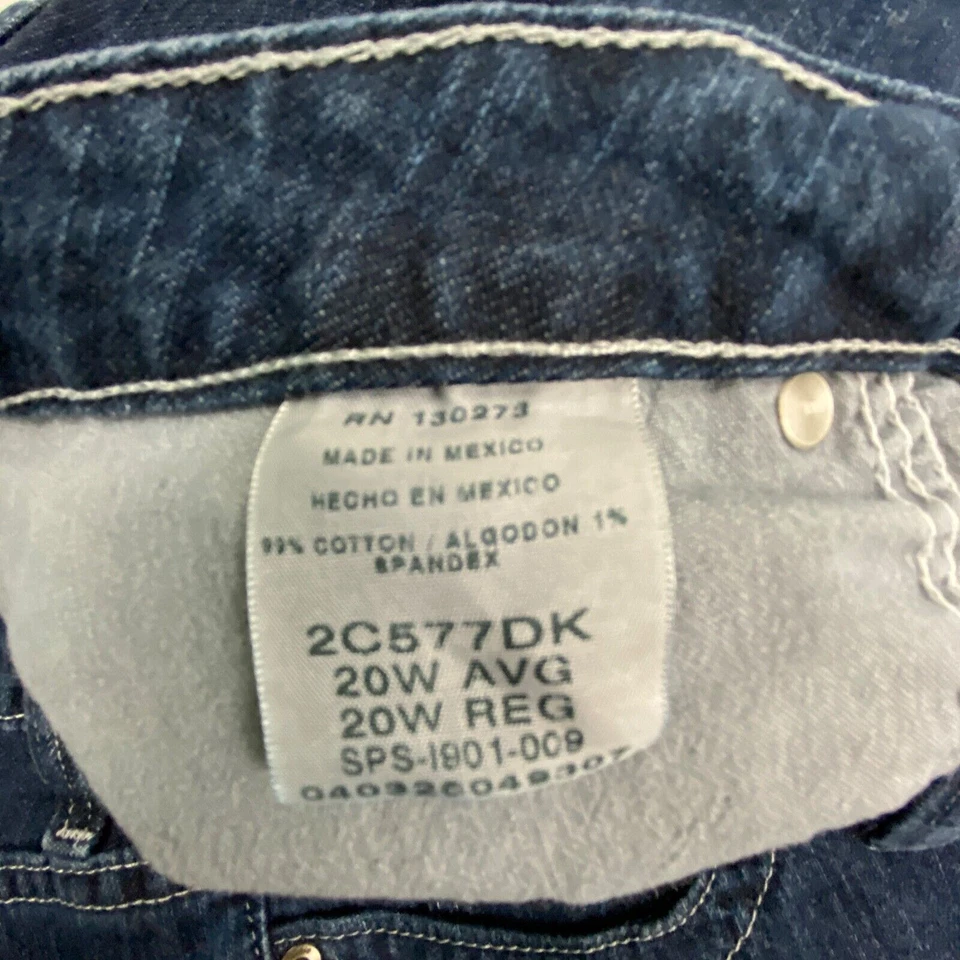 RN 130273
MADE IN MEXICO
HECHO EN MEXICO
99% COTTON / ALGODON 1%
SPANDEX
2C577DK
20W AVG
20W REG
SPS-I901-009